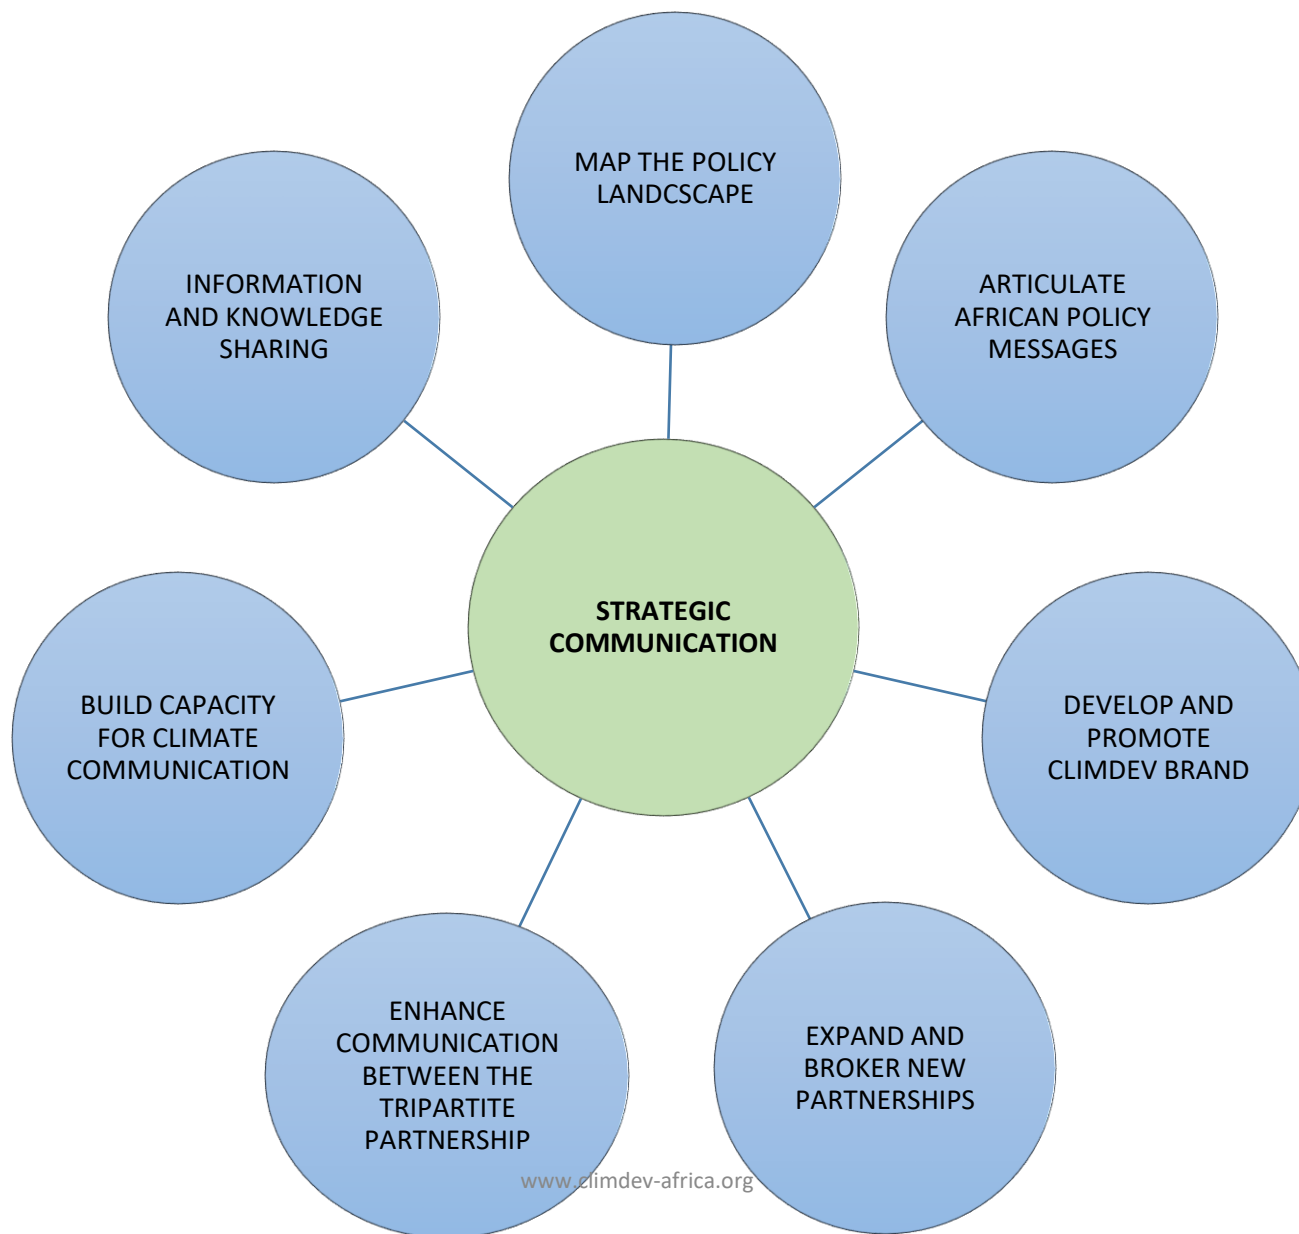 MAP THE POLICY
LANDCSCAPE
INFORMATION
AND KNOWLEDGE
SHARING
ARTICULATE
AFRICAN POLICY
MESSAGES
STRATEGIC
COMMUNICATION
BUILD CAPACITY
FOR CLIMATE
COMMUNICATION
DEVELOP AND
PROMOTE
CLIMDEV BRAND
ENHANCE
COMMUNICATION
BETWEEN THE
TRIPARTITE
PARTNERSHIP
EXPAND AND
BROKER NEW
PARTNERSHIPS
www.climdev-africa.org